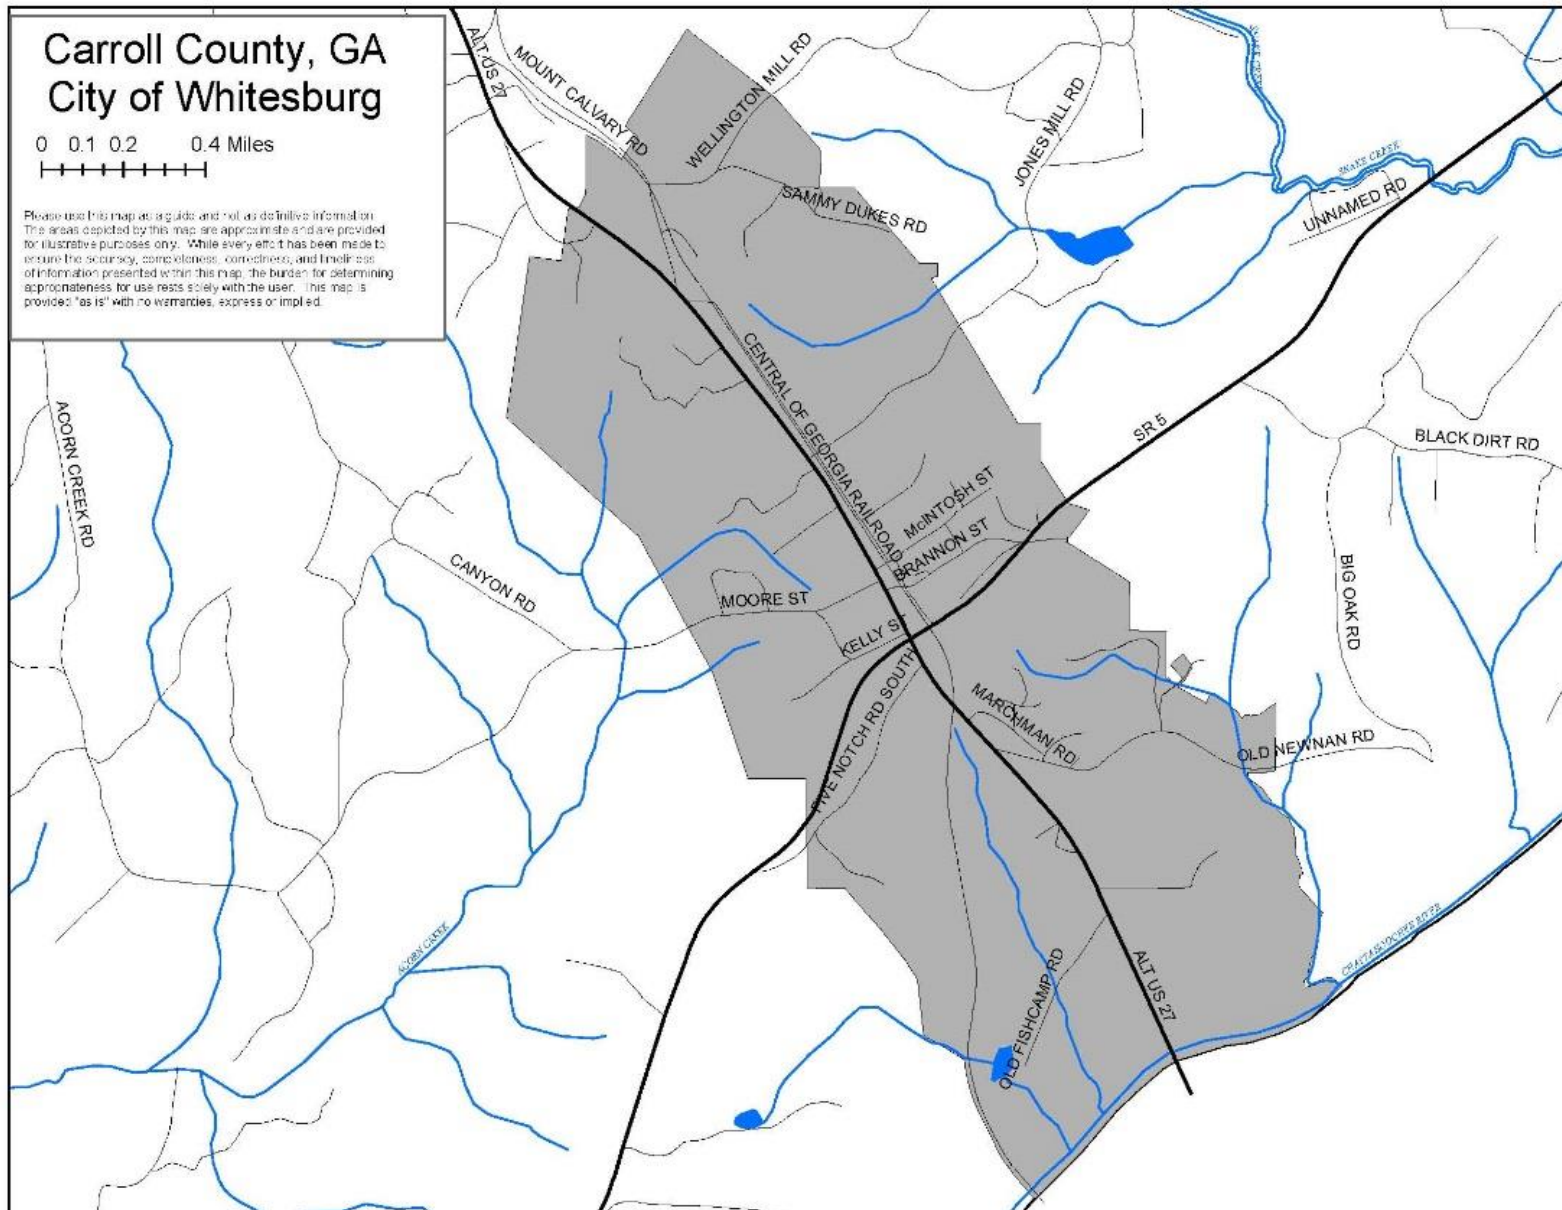 Carroll County, GA
City of Whitesburg
0 0.1 0.2 0.4 Miles
Please use this map as a guide and not as definitive information.
The areas depicted by this map are approximate and are provided
for illustrative purposes only. While every effort has been made to
ensure the accuracy, completeness, correctness, and timeliness
of information presented within this map, the burden for determining
appropriateness for use rests solely with the user. This map is
provided "as is" with no warranties, express or implied.
ALT US 27
MOUNT CALVARY RD
WELLINGTON MILL RD
JONES MILL RD
SNAKE CREEK
SNAKE CREEK
UNNAMED RD
SAMMY DUKES RD
CENTRAL OF GEORGIA RAILROAD
SR 5
BLACK DIRT RD
ACORN CREEK RD
McINTOSH ST
BRANNON ST
CANYON RD
MOORE ST
KELLY S
BIG OAK RD
FIVE NOTCH RD SOUTH
MARCHMAN RD
OLD NEWNAN RD
ACORN CREEK
CHATTAHOOCHEE RIVER
OLD FISHCAMP RD
ALT US 27